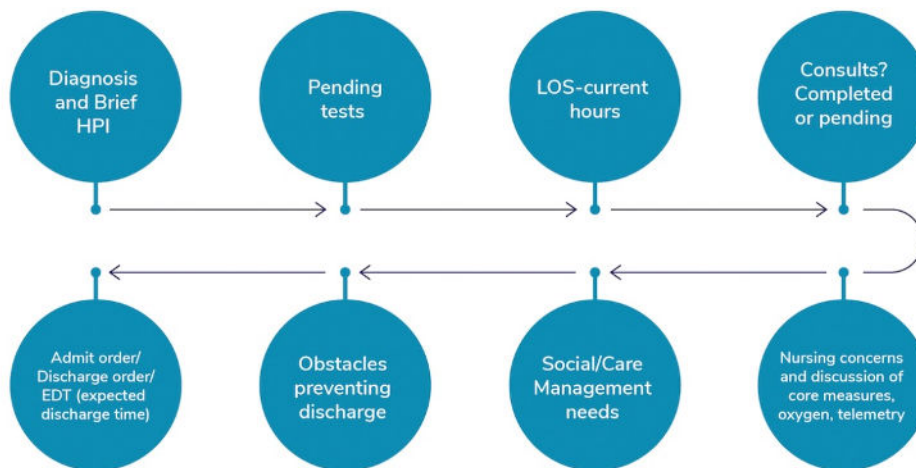 Diagnosis
and Brief
HPI
Pending
tests
LOS-current
hours
Consults?
Completed
or pending
Nursing concerns
and discussion of
core measures,
oxygen, telemetry
Social/Care
Management
needs
Obstacles
preventing
discharge
Admit order/
Discharge order/
EDT (expected
discharge time)